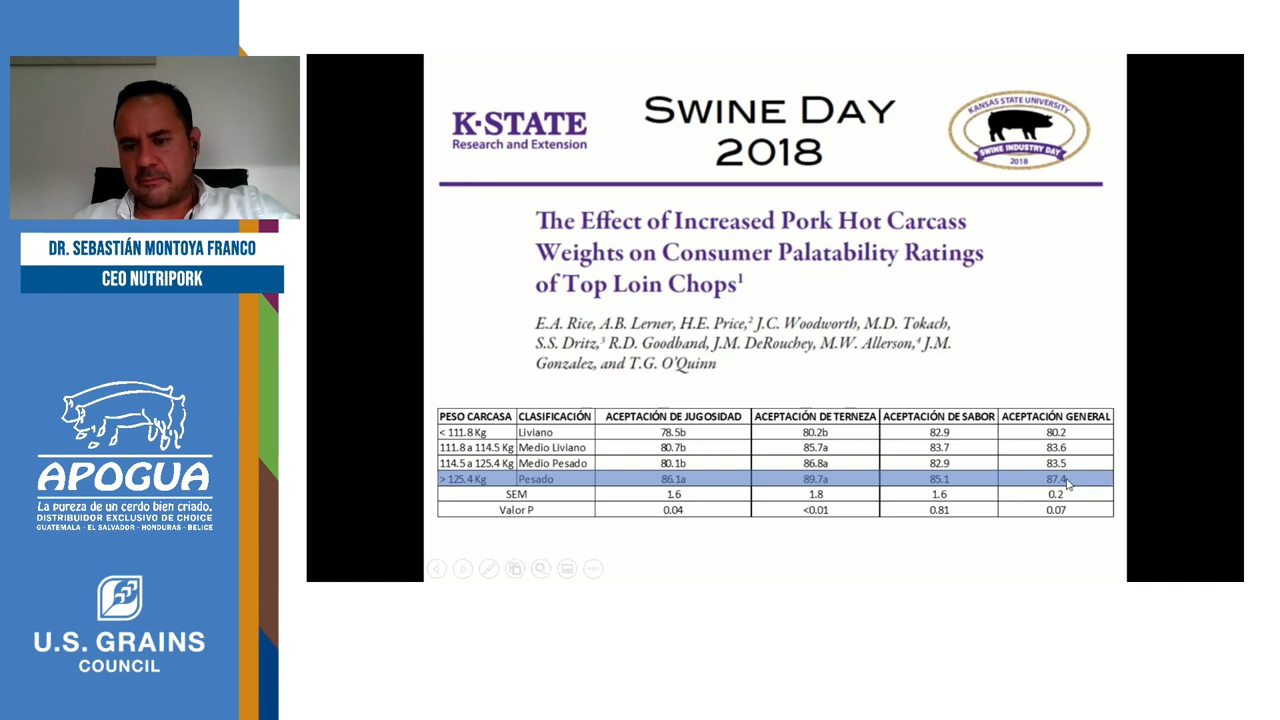 DR. SEBASTIÁN MONTOYA FRANCO
CEO NUTRIPORK
APOGUA
La pureza de un cerdo bien criado.
DISTRIBUIDOR EXCLUSIVO DE CHOICE
GUATEMALA - EL SALVADOR - HONDURAS - BELICE
U.S. GRAINS
COUNCIL
K-STATE
Research and Extension
SWINE DAY
2018
KANSAS STATE UNIVERSITY
SWINE INDUSTRY DAY
2018
The Effect of Increased Pork Hot Carcass
Weights on Consumer Palatability Ratings
of Top Loin Chops¹
E.A. Rice, A.B. Lerner, H.E. Price,² J.C. Woodworth, M.D. Tokach,
S.S. Dritz,³ R.D. Goodband, J.M. DeRouchey, M.W. Allerson,⁴ J.M.
Gonzalez, and T.G. O'Quinn
PESO CARCASA CLASIFICACIÓN ACEPTACIÓN DE JUGOSIDAD ACEPTACIÓN DE TERNEZA ACEPTACIÓN DE SABOR ACEPTACIÓN GENERAL
< 111.8 Kg Liviano 78.5b 80.2b 82.9 80.2
111.8 a 114.5 Kg Medio Liviano 80.7b 85.7a 83.7 83.6
114.5 a 125.4 Kg Medio Pesado 80.1b 86.8a 82.9 83.5
> 125.4 Kg Pesado 86.1a 89.7a 85.1 87.4
SEM 1.6 1.8 1.6 0.2
Valor P 0.04 <0.01 0.81 0.07